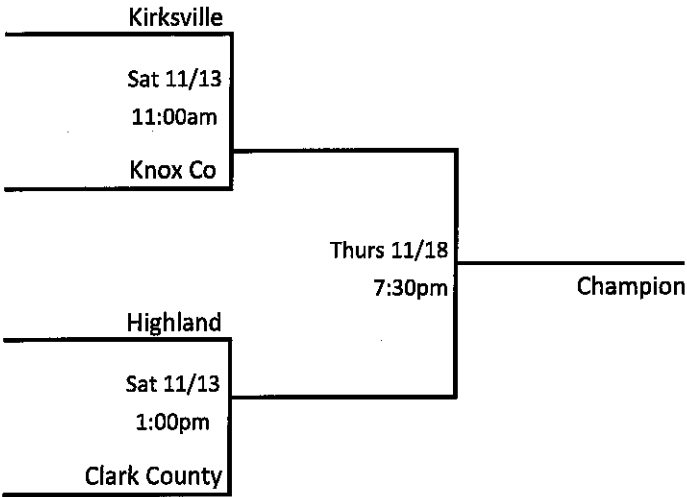 Kirksville
Sat 11/13
11:00am
Knox Co
Thurs 11/18
7:30pm
Champion
Highland
Sat 11/13
1:00pm
Clark County